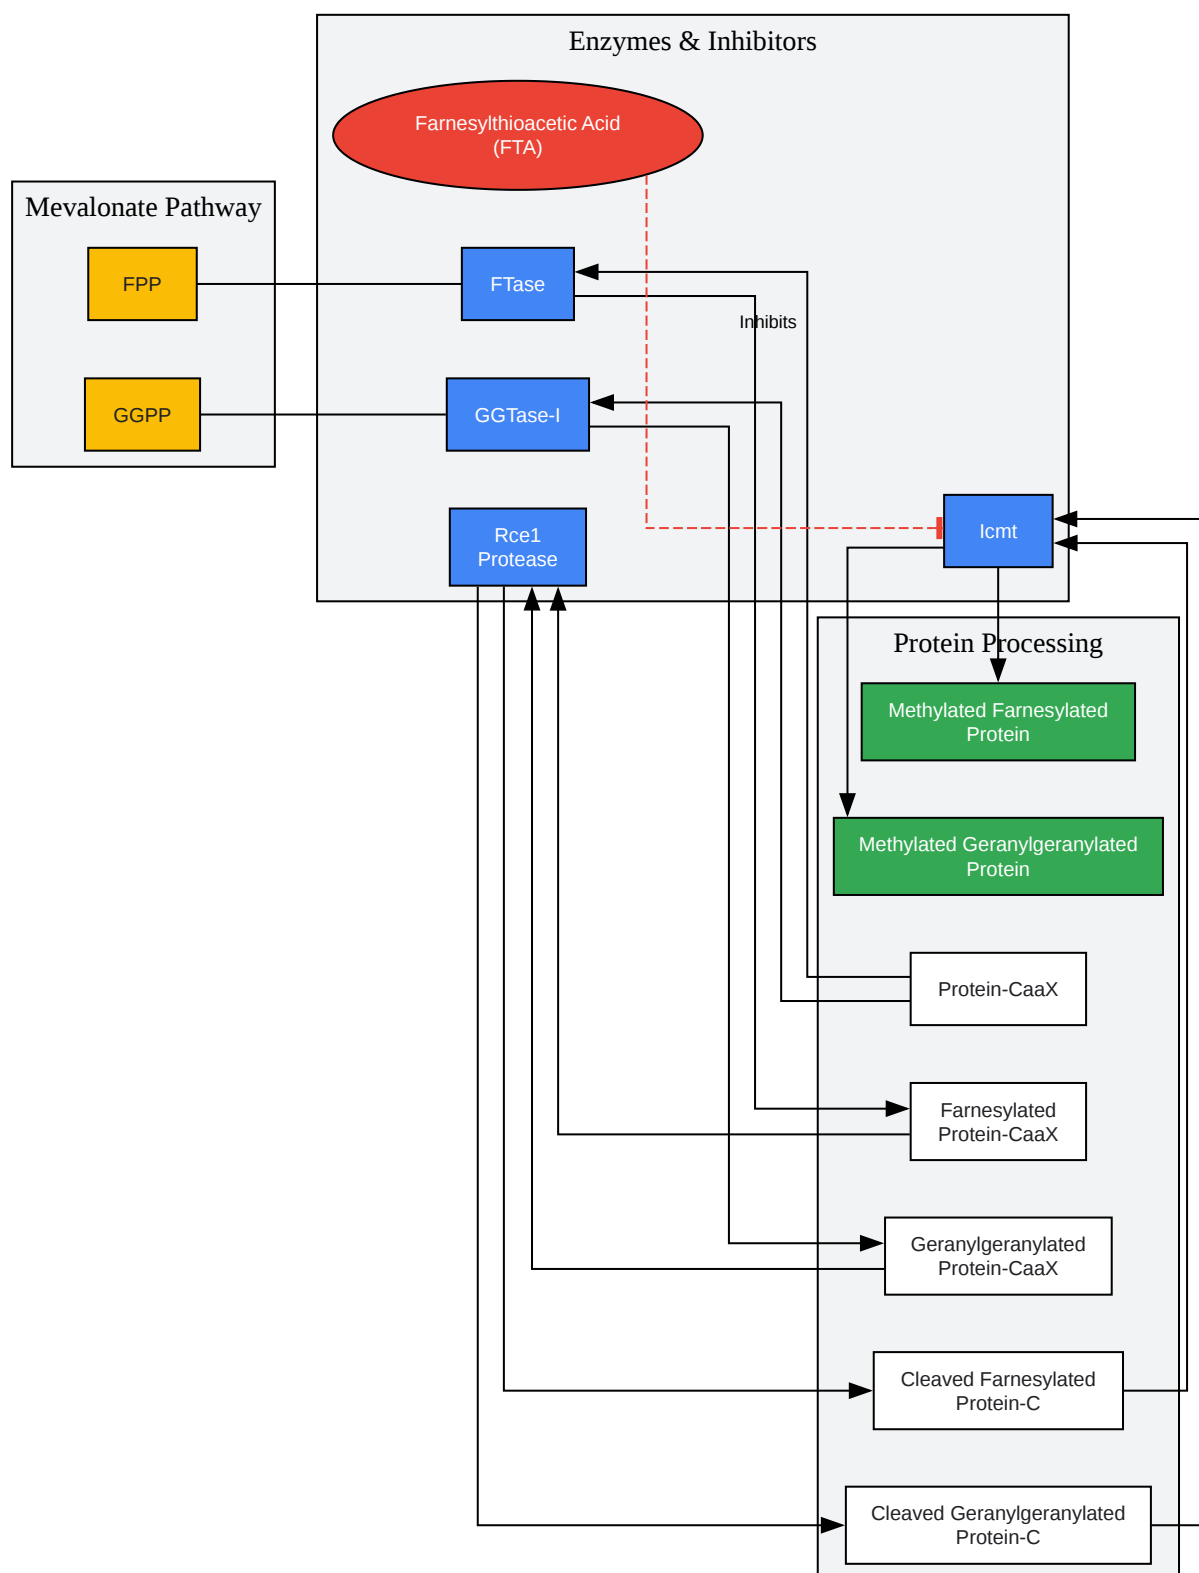 Enzymes & Inhibitors
Farnesylthioacetic Acid
(FTA)
Mevalonate Pathway
FPP
FTase
Inhibits
GGPP
GGTase-I
Rce1
Protease
Icmt
Protein Processing
Methylated Farnesylated
Protein
Methylated Geranylgeranylated
Protein
Protein-CaaX
Farnesylated
Protein-CaaX
Geranylgeranylated
Protein-CaaX
Cleaved Farnesylated
Protein-C
Cleaved Geranylgeranylated
Protein-C